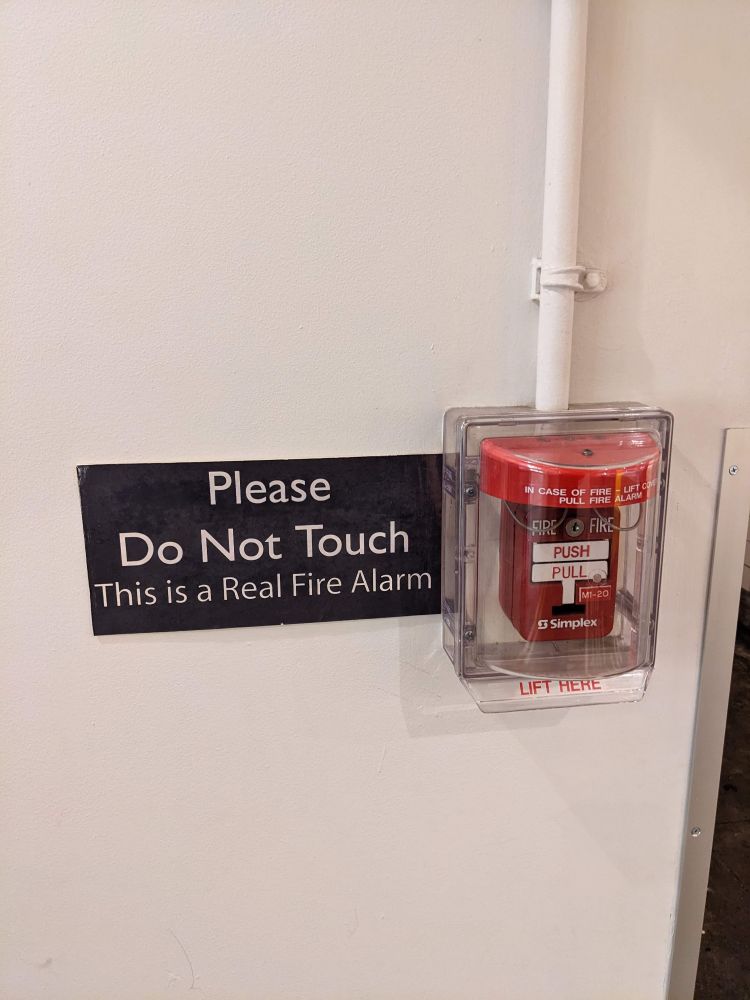 Please
Do Not Touch
This is a Real Fire Alarm
IN CASE OF FIRE - LIFT COVER
PULL FIRE ALARM
FIRE FIRE
PUSH
PULL
M1-20
Simplex
LIFT HERE